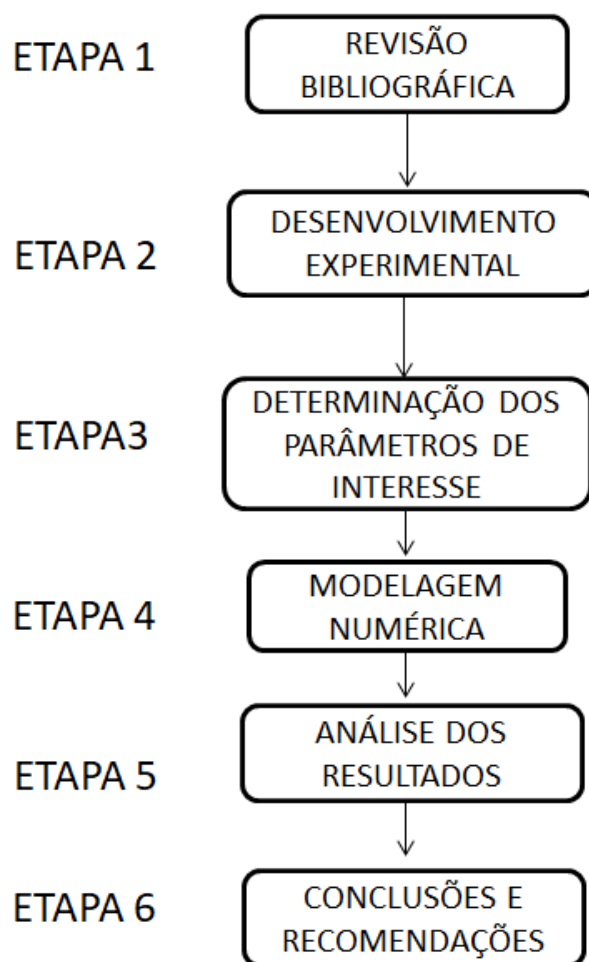 ETAPA 1
REVISÃO
BIBLIOGRÁFICA
ETAPA 2
DESENVOLVIMENTO
EXPERIMENTAL
ETAPA3
DETERMINAÇÃO DOS
PARÂMETROS DE
INTERESSE
ETAPA 4
MODELAGEM
NUMÉRICA
ETAPA 5
ANÁLISE DOS
RESULTADOS
ETAPA 6
CONCLUSÕES E
RECOMENDAÇÕES